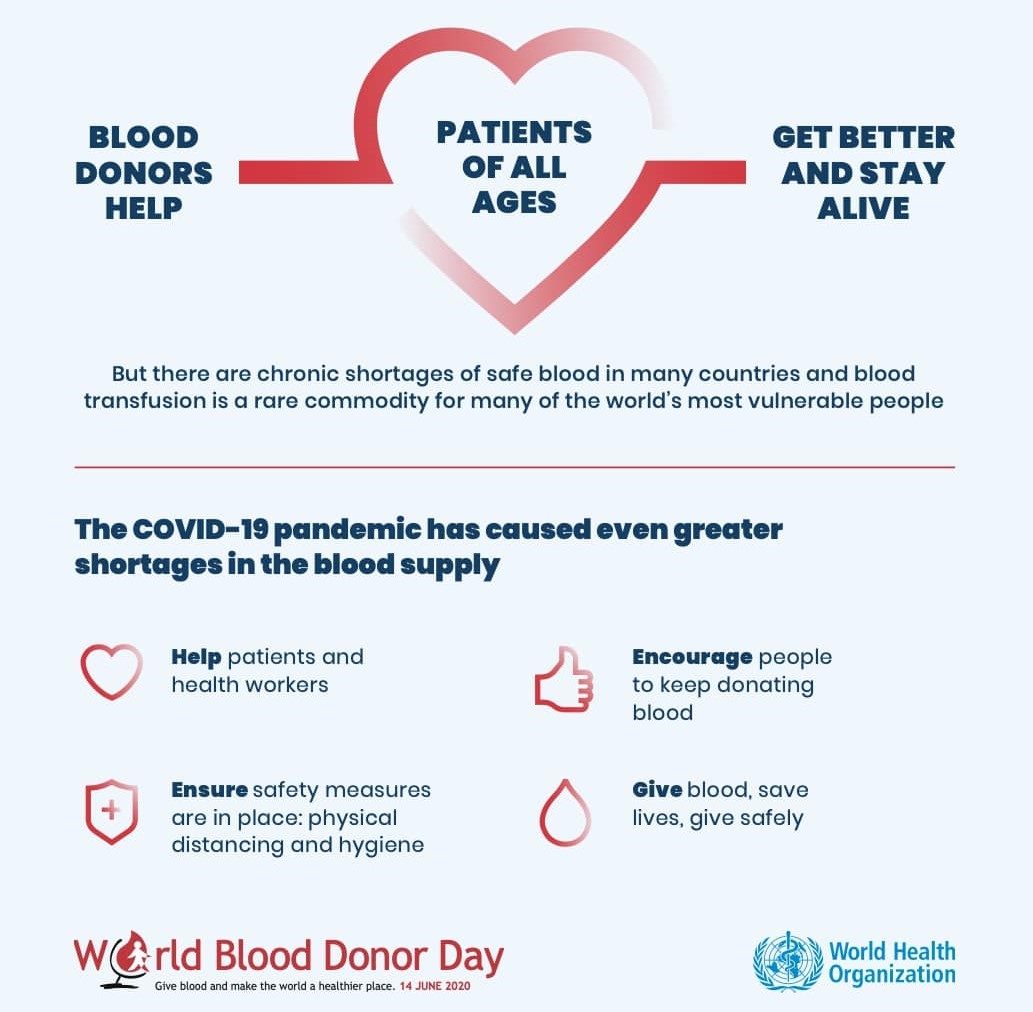 BLOOD
DONORS
HELP
PATIENTS
OF ALL
AGES
GET BETTER
AND STAY
ALIVE
But there are chronic shortages of safe blood in many countries and blood
transfusion is a rare commodity for many of the world's most vulnerable people
The COVID-19 pandemic has caused even greater
shortages in the blood supply
Help patients and
health workers
Encourage people
to keep donating
blood
Ensure safety measures
are in place: physical
distancing and hygiene
Give blood, save
lives, give safely
World Blood Donor Day
Give blood and make the world a healthier place. 14 JUNE 2020
World Health
Organization